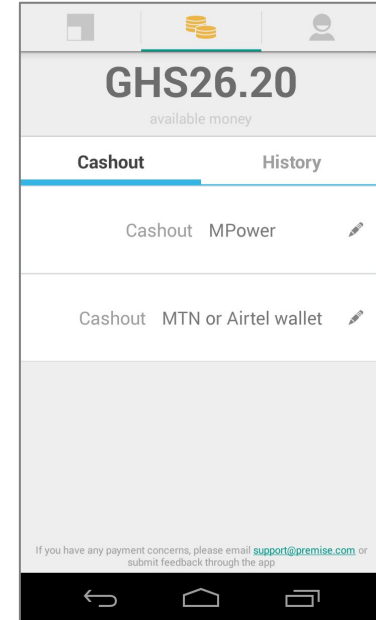 GHS26.20
available money
Cashout History
Cashout MPower
Cashout MTN or Airtel wallet
If you have any payment concerns, please email support@premise.com or
submit feedback through the app